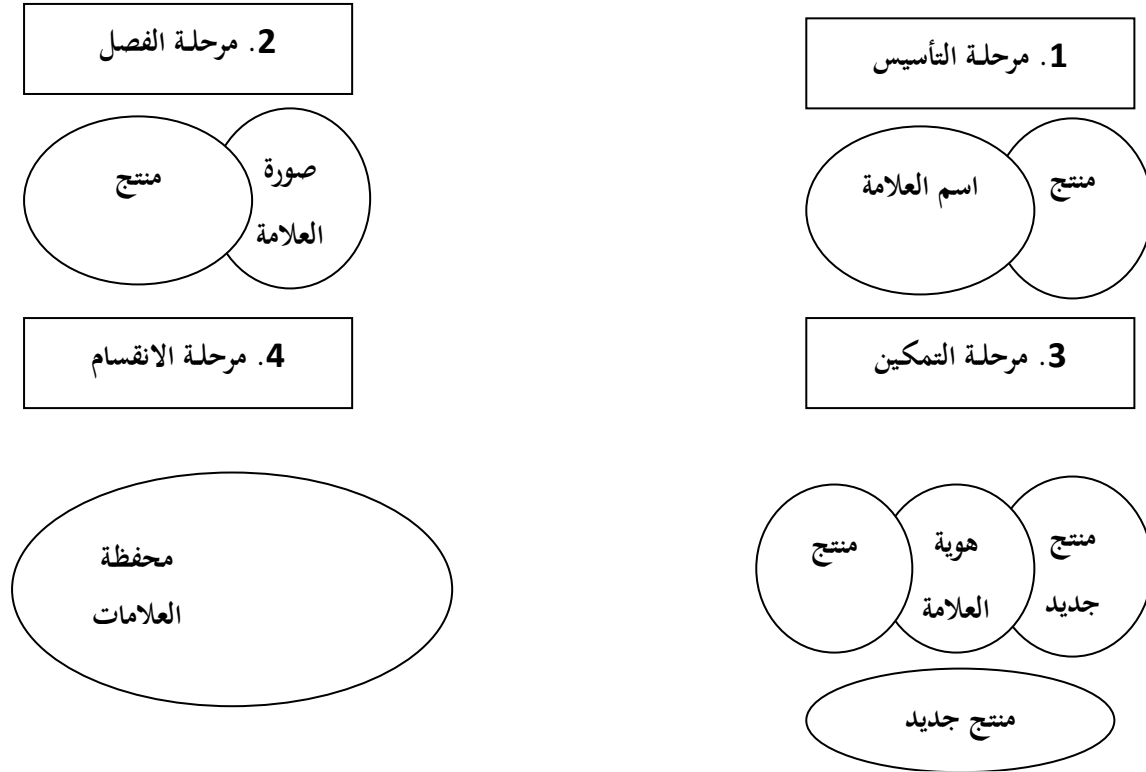 1. مرحلة التأسيس
2. مرحلة الفصل
منتج
اسم العلامة
صورة
العلامة
منتج
3. مرحلة التمكين
4. مرحلة الانقسام
منتج
جديد
هوية
العلامة
منتج
محفظة
العلامات
منتج جديد